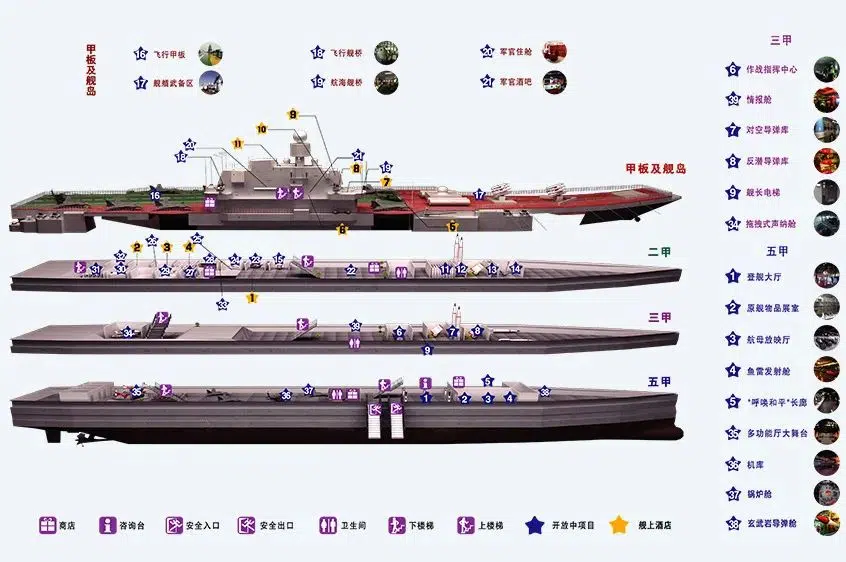 甲板及舰岛
16 飞行甲板
18 飞行舰桥
20 军官住舱
17 舰艏武备区
19 航海舰桥
21 军官酒吧
三甲
6 作战指挥中心
39 情报舱
7 对空导弹库
8 反潜导弹库
9 舰长电梯
34 拖拽式声纳舱
五甲
1 登舰大厅
2 原舰物品展室
3 航母放映厅
4 鱼雷发射舱
5 "呼唤和平"长廊
35 多功能厅大舞台
36 机库
37 锅炉舱
38 玄武岩导弹舱
9
10
11
20
18
21
8
19
7
16
17
6
甲板及舰岛
2
3
4
31
30
29
27
24
23
22
11
12
13
14
33
1
二甲
34
39
6
7
8
9
三甲
35
36
37
1
2
3
4
5
38
五甲
商店
咨询台
安全入口
安全出口
卫生间
下楼梯
上楼梯
开放中项目
舰上酒店